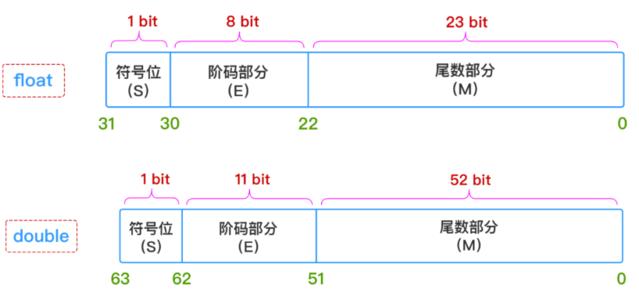 1 bit 8 bit 23 bit
float 符号位 阶码部分 尾数部分
(S) (E) (M)
31 30 22 0
1 bit 11 bit 52 bit
double 符号位 阶码部分 尾数部分
(S) (E) (M)
63 62 51 0